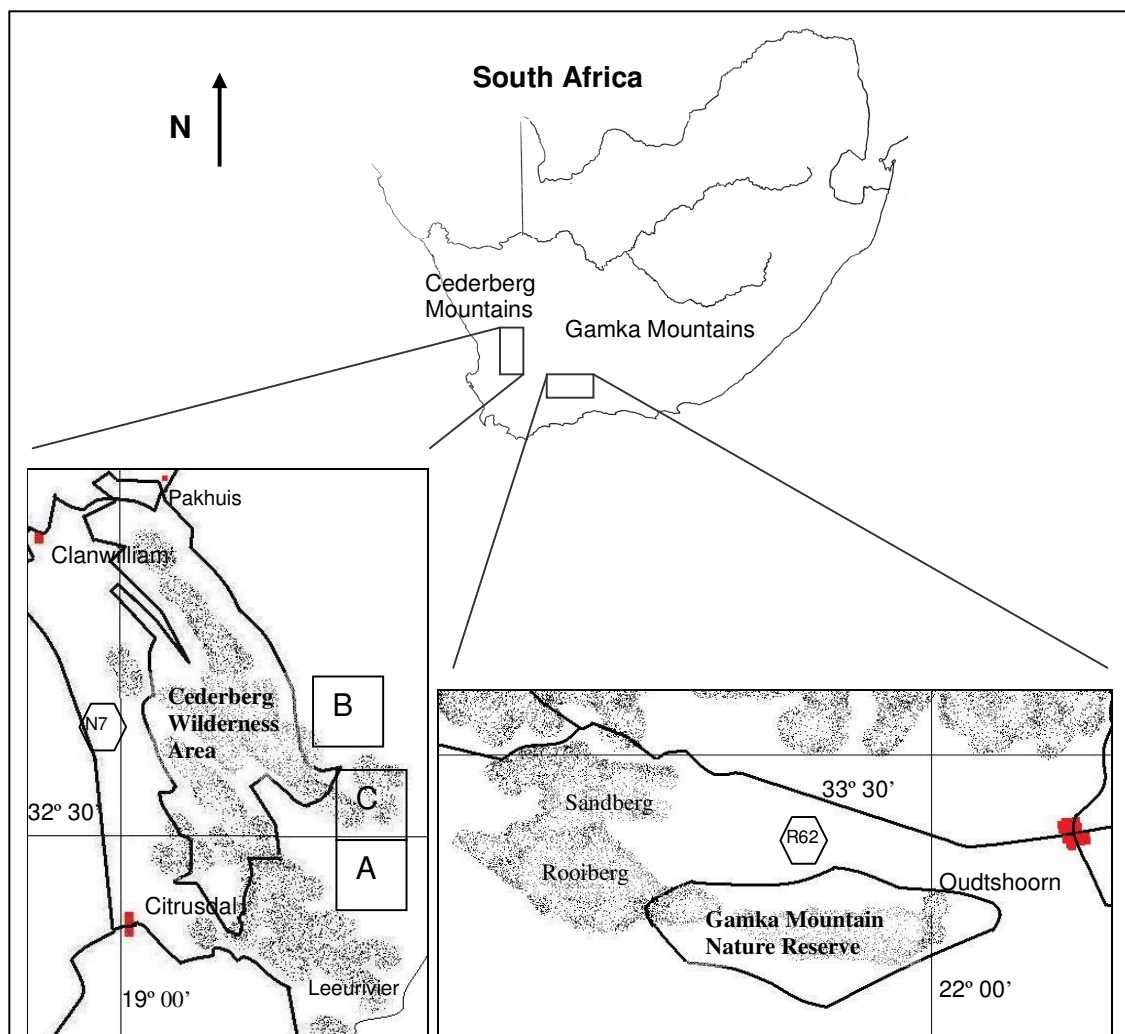 South Africa
N
Cederberg
Mountains
Gamka Mountains
Pakhuis
Clanwilliam
Cederberg
Wilderness
Area
N7
B
C
A
32º 30'
Citrusdal
Leeurivier
19º 00'
33º 30'
Sandberg
R62
Rooiberg
Oudtshoorn
Gamka Mountain
Nature Reserve
22º 00'